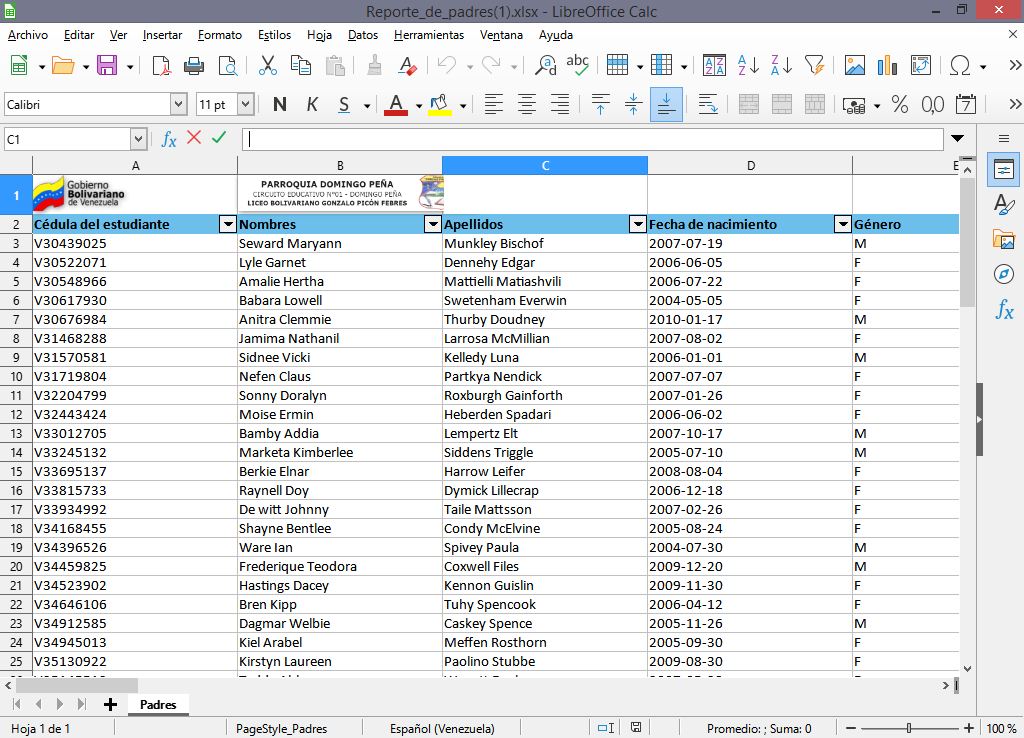 Reporte_de_padres(1).xlsx - LibreOffice Calc
Archivo Editar Ver Insertar Formato Estilos Hoja Datos Herramientas Ventana Ayuda
Calibri 11 pt N K S A % 0,0 7
C1 fx
A B C D E
1 Gobierno Bolivariano de Venezuela PARROQUIA DOMINGO PEÑA
CIRCUITO EDUCATIVO N°01 - DOMINGO PEÑA
LICEO BOLIVARIANO GONZALO PICÓN FEBRES
2 Cédula del estudiante Nombres Apellidos Fecha de nacimiento Género
3 V30439025 Seward Maryann Munkley Bischof 2007-07-19 M
4 V30522071 Lyle Garnet Dennehy Edgar 2006-06-05 F
5 V30548966 Amalie Hertha Mattielli Matiashvili 2006-07-22 F
6 V30617930 Babara Lowell Swetenham Everwin 2004-05-05 F
7 V30676984 Anitra Clemmie Thurby Doudney 2010-01-17 M
8 V31468288 Jamima Nathanil Larrosa McMillian 2007-08-02 F
9 V31570581 Sidnee Vicki Kelledy Luna 2006-01-01 M
10 V31719804 Nefen Claus Partkya Nendick 2007-07-07 F
11 V32204799 Sonny Doralyn Roxburgh Gainforth 2007-01-26 F
12 V32443424 Moise Ermin Heberden Spadari 2006-06-02 F
13 V33012705 Bamby Addia Lempertz Elt 2007-10-17 M
14 V33245132 Marketa Kimberlee Siddens Triggle 2005-07-10 M
15 V33695137 Berkie Elnar Harrow Leifer 2008-08-04 F
16 V33815733 Raynell Doy Dymick Lillecrap 2006-12-18 F
17 V33934992 De witt Johnny Taile Mattsson 2007-02-26 F
18 V34168455 Shayne Bentlee Condy McElvine 2005-08-24 F
19 V34396526 Ware Ian Spivey Paula 2004-07-30 M
20 V34459825 Frederique Teodora Coxwell Files 2009-12-20 M
21 V34523902 Hastings Dacey Kennon Guislin 2009-11-30 F
22 V34646106 Bren Kipp Tuhy Spencook 2006-04-12 F
23 V34912585 Dagmar Welbie Caskey Spence 2005-11-26 M
24 V34945013 Kiel Arabel Meffen Rosthorn 2005-09-30 F
25 V35130922 Kirstyn Laureen Paolino Stubbe 2009-08-30 F
Padres
Hoja 1 de 1 PageStyle_Padres Español (Venezuela) Promedio: ; Suma: 0 100 %